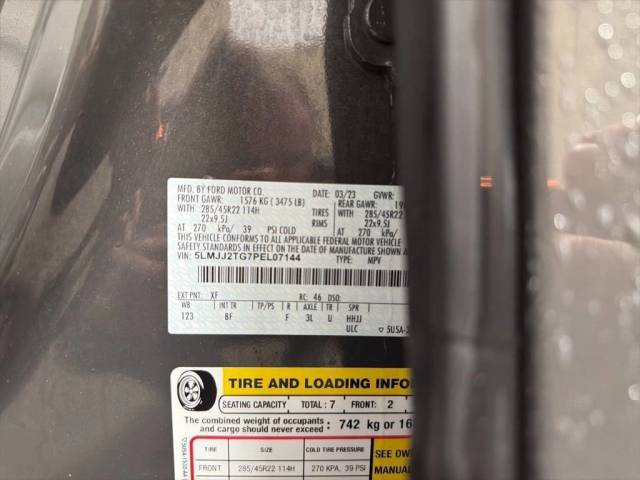 MFD. BY FORD MOTOR CO.
DATE: 03/23 GVWR:
FRONT GAWR: 1576 KG ( 3475 LB) REAR GAWR:
WITH 285/45R22 114H TIRES WITH 285/45R22
22x9.5J RIMS 22x9.5J
AT 270 kPa/ 39 PSI COLD AT 270 kPa/
THIS VEHICLE CONFORMS TO ALL APPLICABLE FEDERAL MOTOR VEHICLE
SAFETY STANDARDS IN EFFECT ON THE DATE OF MANUFACTURE SHOWN
VIN: 5LMJJ2TG7PEL07144 TYPE: MPV
EXT PNT: XF RC: 46 DSO:
WB INT TR TP/PS R AXLE TR SPR
123 BF F 3L U HHJJ
ULC
TIRE AND LOADING
SEATING CAPACITY TOTAL : 7 FRONT: 2
The combined weight of occupants
and cargo should never exceed : 742 kg or
TIRE SIZE COLD TIRE PRESSURE
FRONT 285/45R22 114H 270 KPA, 39 PSI
SEE
MANUAL